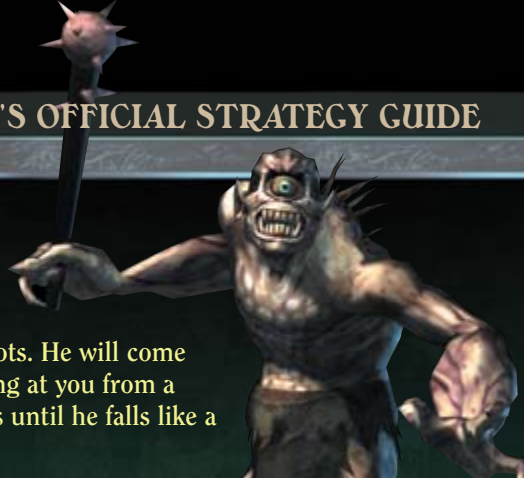 'S OFFICIAL STRATEGY GUIDE
ots. He will come
ng at you from a
s until he falls like a